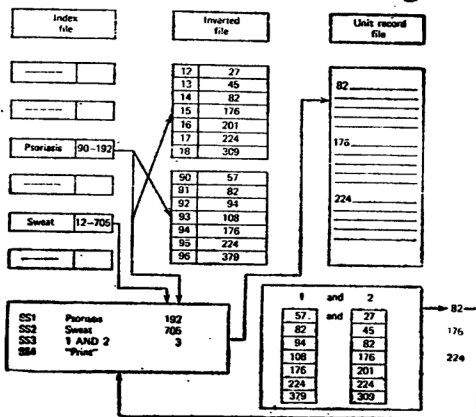 Index file
Inverted file
Unit record file
12 27
13 45
14 82
15 176
16 201
17 224
18 309
82
176
224
Psoriasis 90-192
90 57
91 82
92 94
93 108
94 176
95 224
96 379
Sweat 12-705
SS1 Psoriasis 192
SS2 Sweat 705
SS3 1 AND 2 3
SS4 "Print"
1 and 2
57 and 27
82 45
94 82
108 176
176 201
224 224
379 309
82
176
224